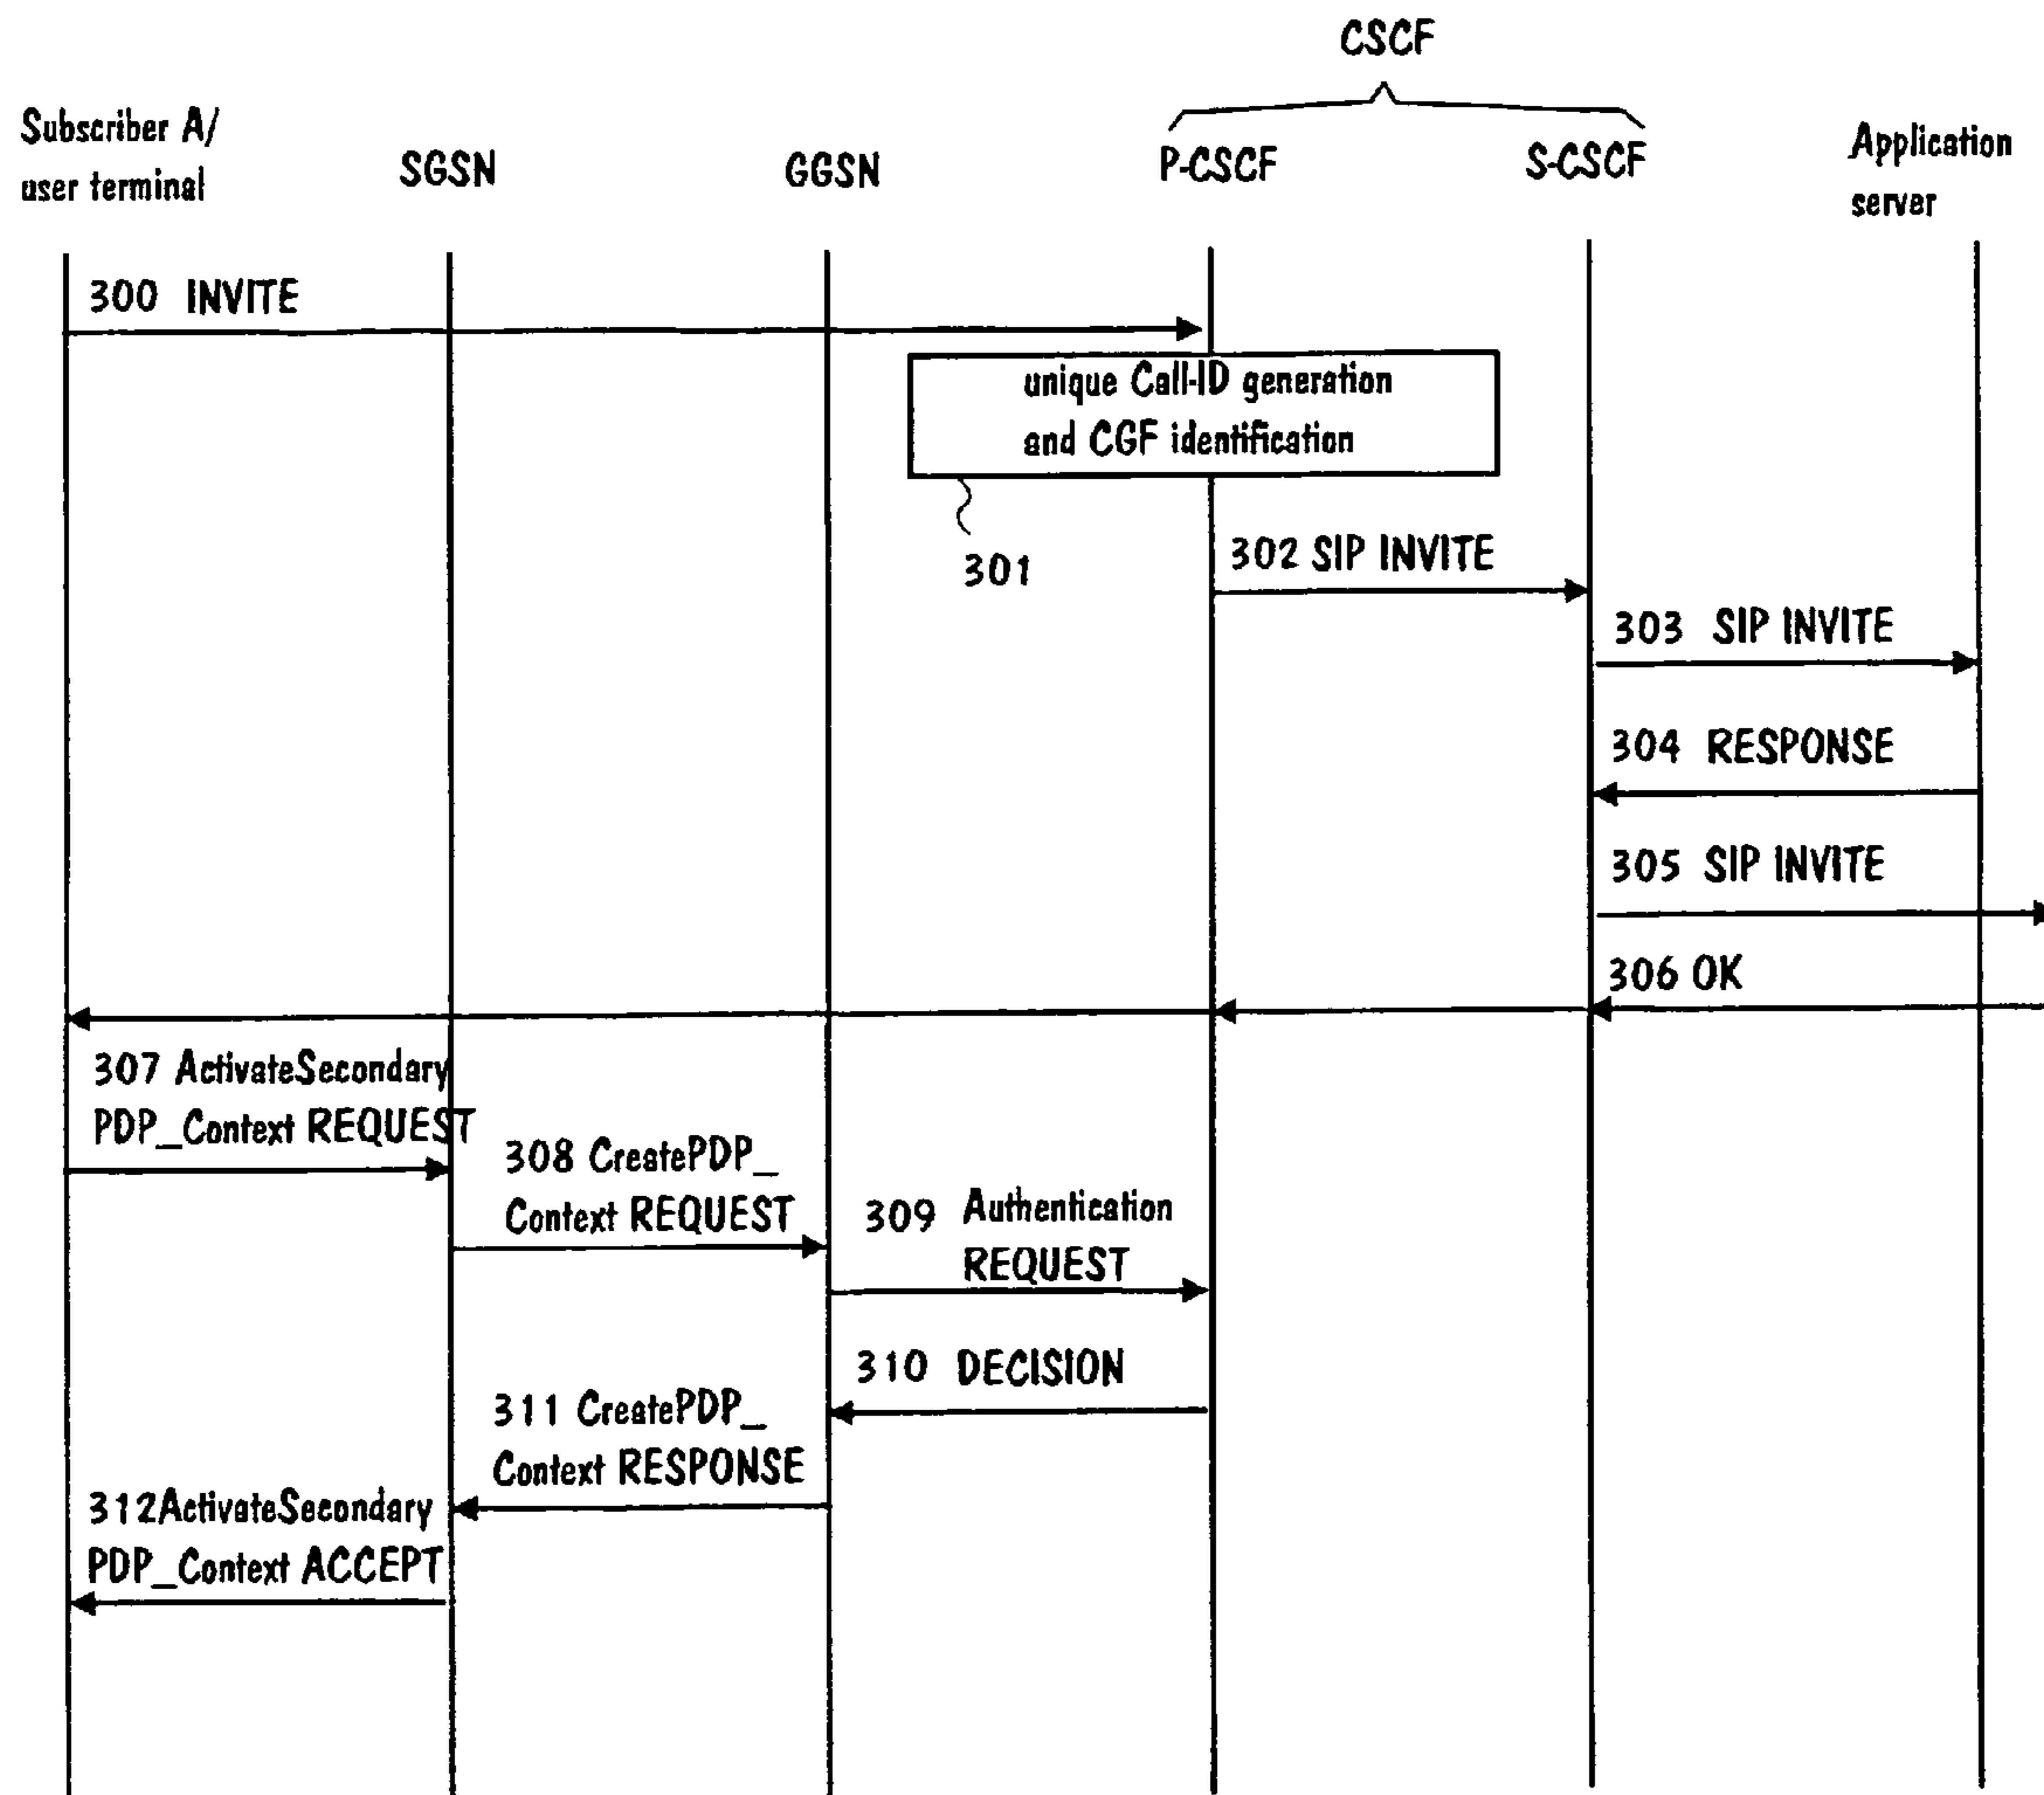 CSCF
Subscriber A/
user terminal
SGSN
GGSN
P-CSCF
S-CSCF
Application
server
300 INVITE
unique Call-ID generation
and CGF identification
301
302 SIP INVITE
303 SIP INVITE
304 RESPONSE
305 SIP INVITE
306 OK
307 ActivateSecondary
PDP_Context REQUEST
308 CreatePDP_
Context REQUEST
309 Authentication
REQUEST
310 DECISION
311 CreatePDP_
Context RESPONSE
312ActivateSecondary
PDP_Context ACCEPT